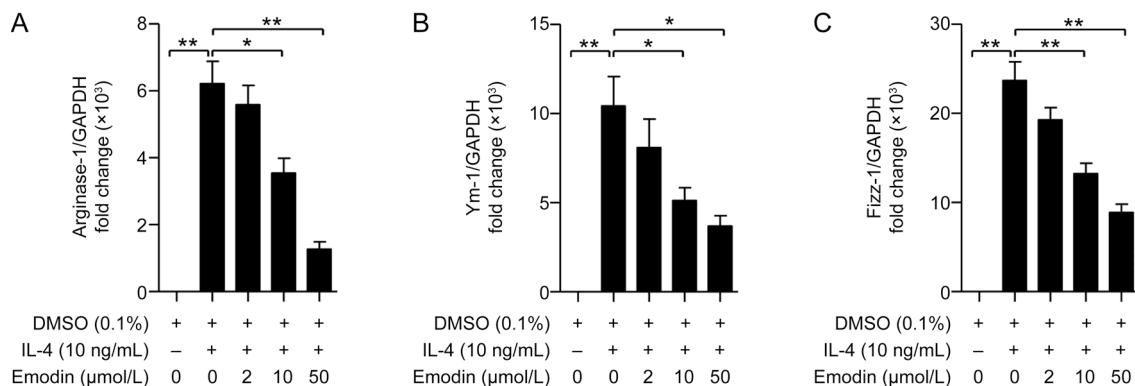 A
Arginase-1/GAPDH
fold change (×10³)
8
6
4
2
0
** * **
DMSO (0.1%) + + + + +
IL-4 (10 ng/mL) – + + + +
Emodin (μmol/L) 0 0 2 10 50
B
Ym-1/GAPDH
fold change (×10³)
15
10
5
0
** * *
DMSO (0.1%) + + + + +
IL-4 (10 ng/mL) – + + + +
Emodin (μmol/L) 0 0 2 10 50
C
Fizz-1/GAPDH
fold change (×10³)
30
20
10
0
** ** **
DMSO (0.1%) + + + + +
IL-4 (10 ng/mL) – + + + +
Emodin (μmol/L) 0 0 2 10 50